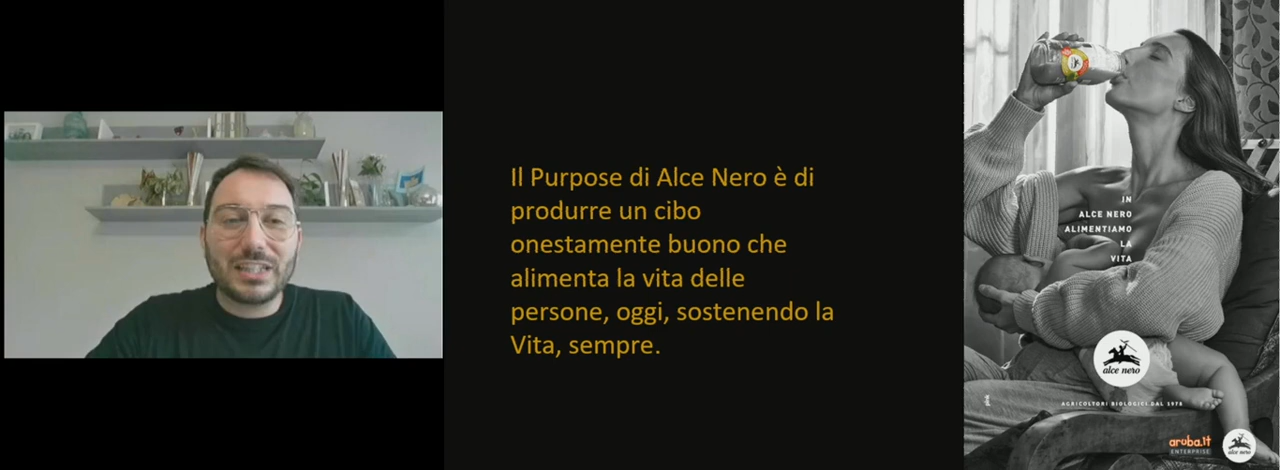 Il Purpose di Alce Nero è di
produrre un cibo
onestamente buono che
alimenta la vita delle
persone, oggi, sostenendo la
Vita, sempre.
IN
ALCE NERO
ALIMENTIAMO
LA
VITA
alce nero
AGRICOLTORI BIOLOGICI DAL 1978
aruba.it
ENTERPRISE
alce nero